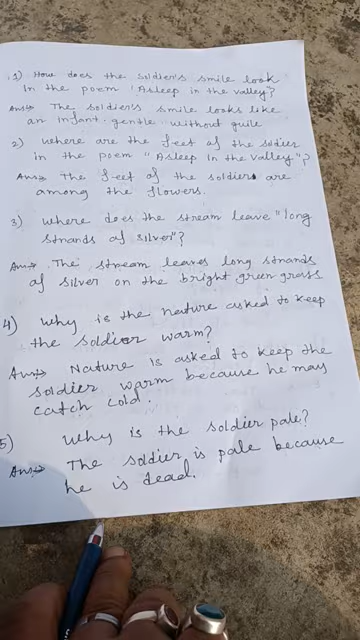 1) How does the soldier's smile look
in the poem 'Asleep in the valley?
Ans:→ The soldier's smile looks like
an infant-gentle without guile
2) Where are the feet of the soldier
in the poem "Asleep In the valley"?
Ans:→ The feet of the soldier are
among the flowers.
3) Where does the stream leave "long
strands of silver"?
Ans:→ The stream leaves long strands
of silver on the bright green grass
4) Why is the nature asked to keep
the soldier warm?
Ans:→ Nature is asked to keep the
soldier warm because he may
catch cold.
5) Why is the soldier pale?
Ans:→ The soldier is pale because
he is dead.